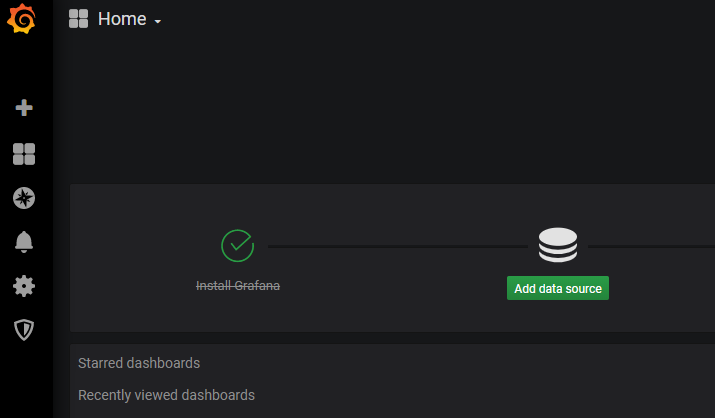 Home
Install Grafana
Add data source
Starred dashboards
Recently viewed dashboards